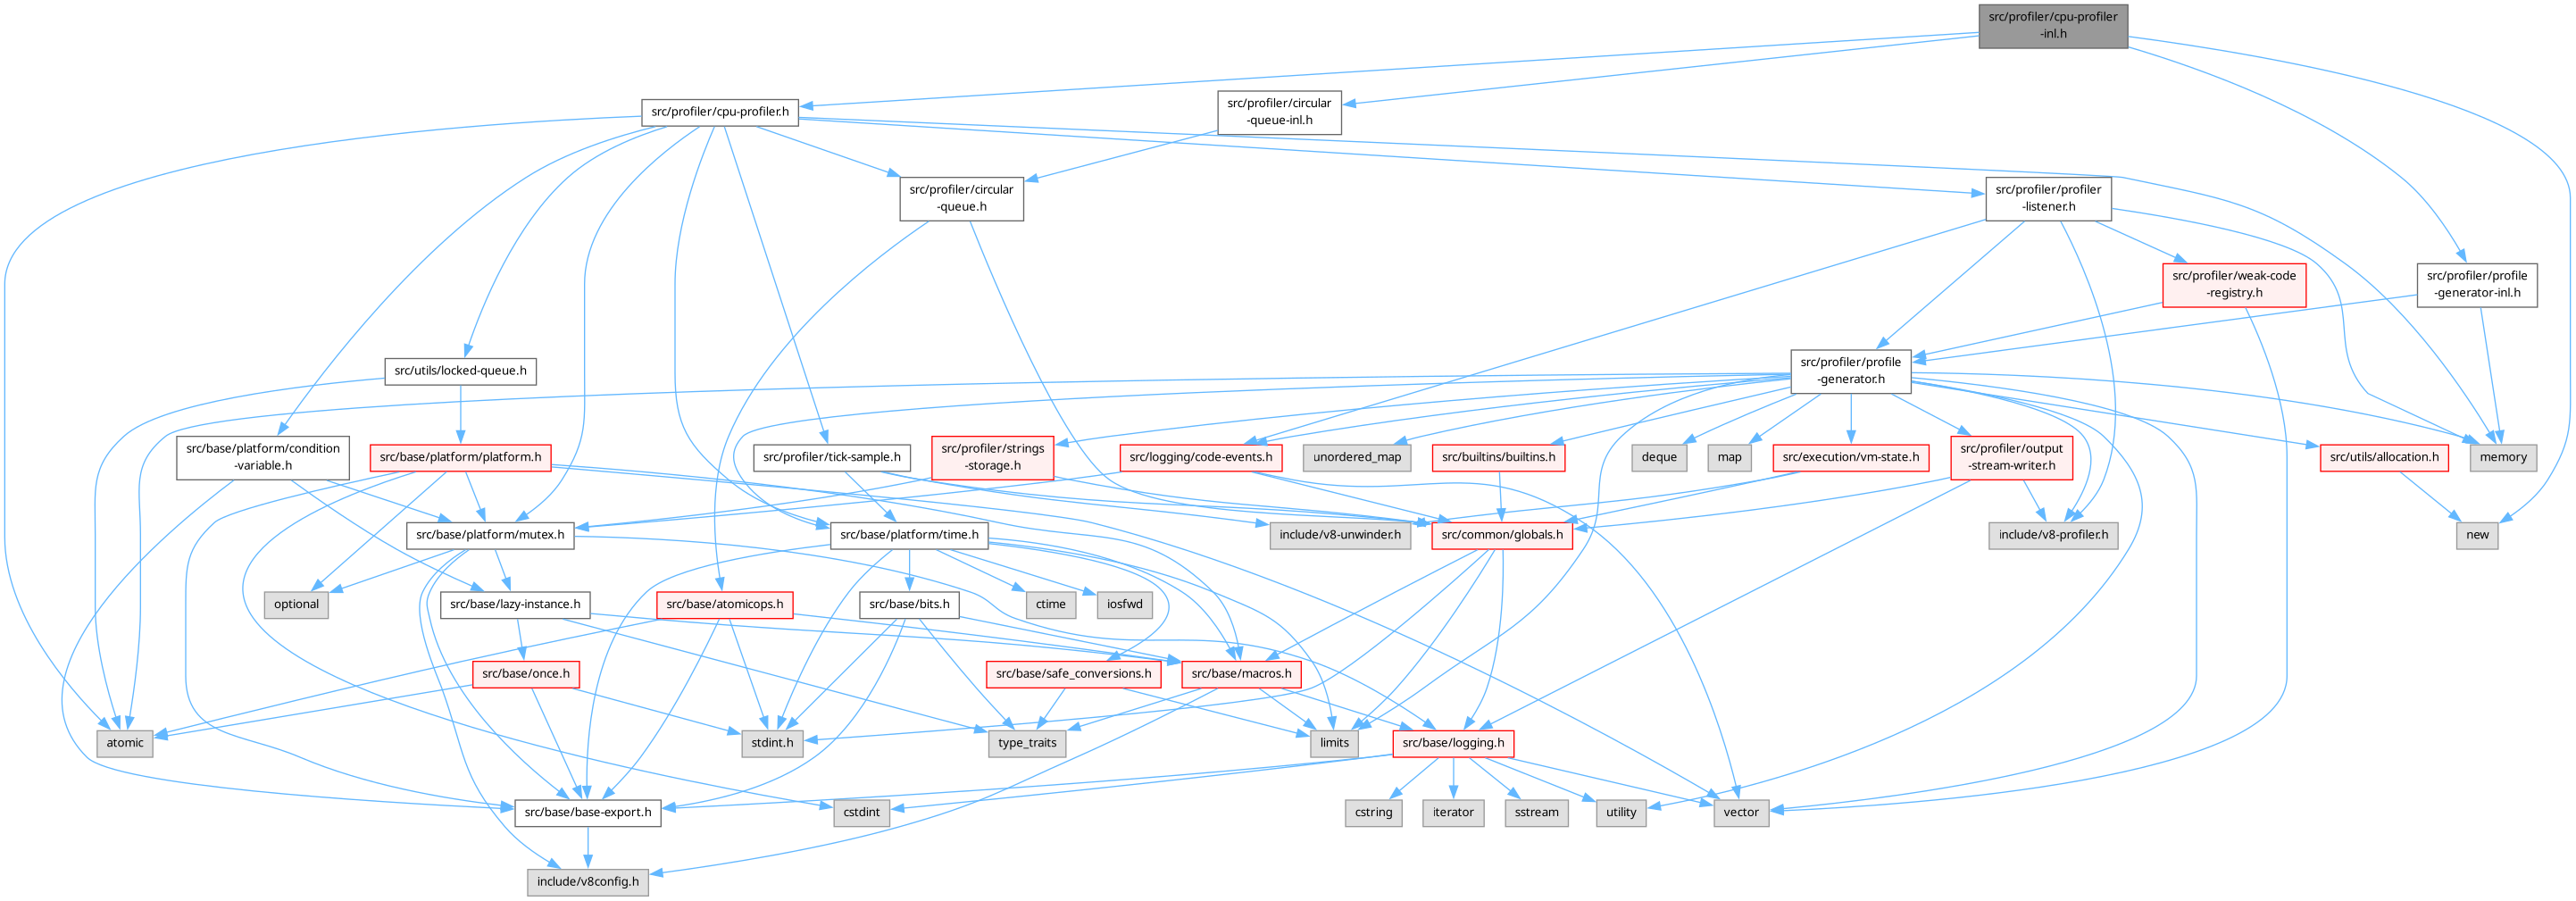 src/profiler/cpu-profiler
-inl.h
src/profiler/cpu-profiler.h
src/profiler/circular
-queue-inl.h
src/profiler/circular
-queue.h
src/profiler/profiler
-listener.h
src/profiler/weak-code
-registry.h
src/profiler/profile
-generator-inl.h
src/utils/locked-queue.h
src/profiler/profile
-generator.h
src/base/platform/condition
-variable.h
src/base/platform/platform.h
src/profiler/tick-sample.h
src/profiler/strings
-storage.h
src/logging/code-events.h
unordered_map
src/builtins/builtins.h
deque
map
src/execution/vm-state.h
src/profiler/output
-stream-writer.h
src/utils/allocation.h
memory
src/base/platform/mutex.h
src/base/platform/time.h
include/v8-unwinder.h
src/common/globals.h
include/v8-profiler.h
new
optional
src/base/lazy-instance.h
src/base/atomicops.h
src/base/bits.h
ctime
iosfwd
src/base/once.h
src/base/safe_conversions.h
src/base/macros.h
atomic
stdint.h
type_traits
limits
src/base/logging.h
src/base/base-export.h
cstdint
cstring
iterator
sstream
utility
vector
include/v8config.h